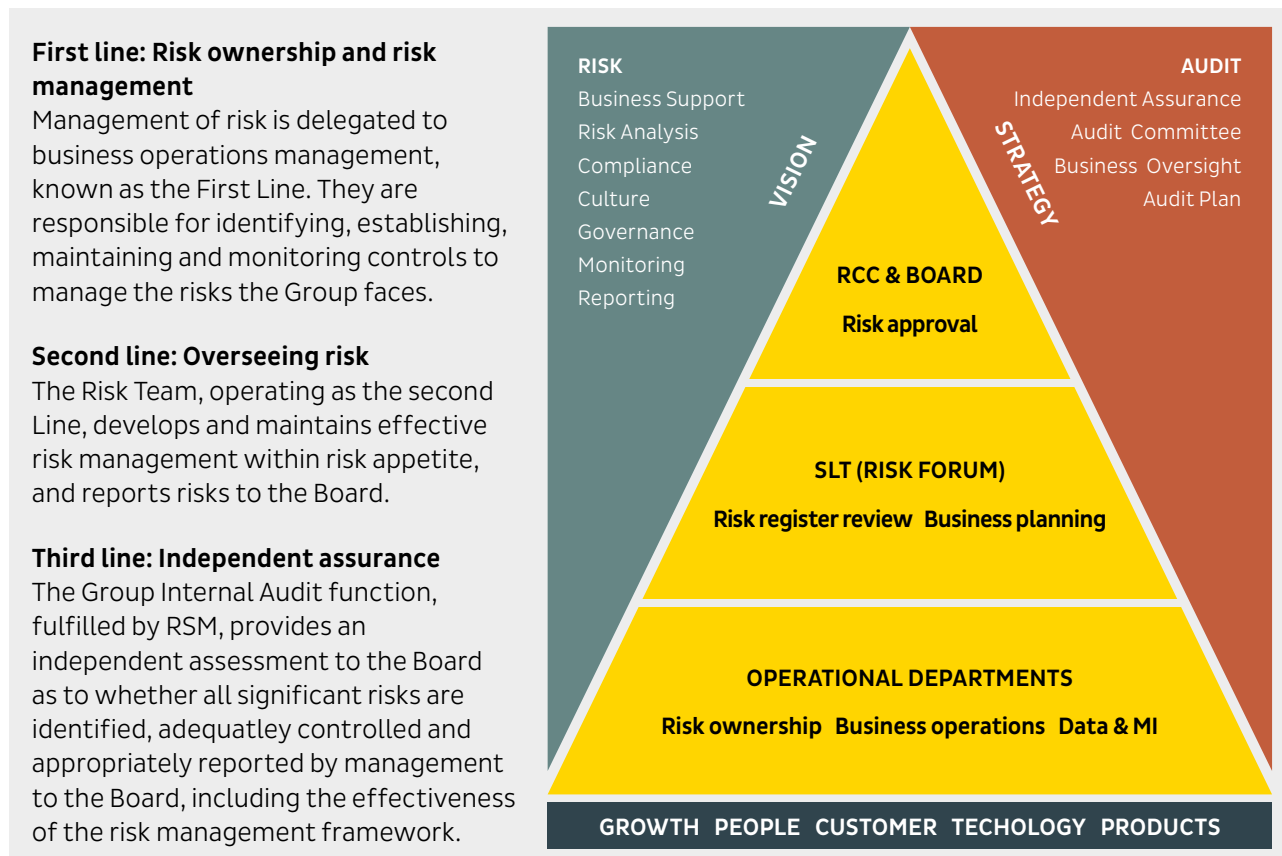 First line: Risk ownership and risk
management
Management of risk is delegated to
business operations management,
known as the First Line. They are
responsible for identifying, establishing,
maintaining and monitoring controls to
manage the risks the Group faces.
Second line: Overseeing risk
The Risk Team, operating as the second
Line, develops and maintains effective
risk management within risk appetite,
and reports risks to the Board.
Third line: Independent assurance
The Group Internal Audit function,
fulfilled by RSM, provides an
independent assessment to the Board
as to whether all significant risks are
identified, adequatley controlled and
appropriately reported by management
to the Board, including the effectiveness
of the risk management framework.
RISK
Business Support
Risk Analysis
Compliance
Culture
Governance
Monitoring
Reporting
VISION
STRATEGY
AUDIT
Independent Assurance
Audit Committee
Business Oversight
Audit Plan
RCC & BOARD
Risk approval
SLT (RISK FORUM)
Risk register review Business planning
OPERATIONAL DEPARTMENTS
Risk ownership Business operations Data & MI
GROWTH PEOPLE CUSTOMER TECHOLOGY PRODUCTS